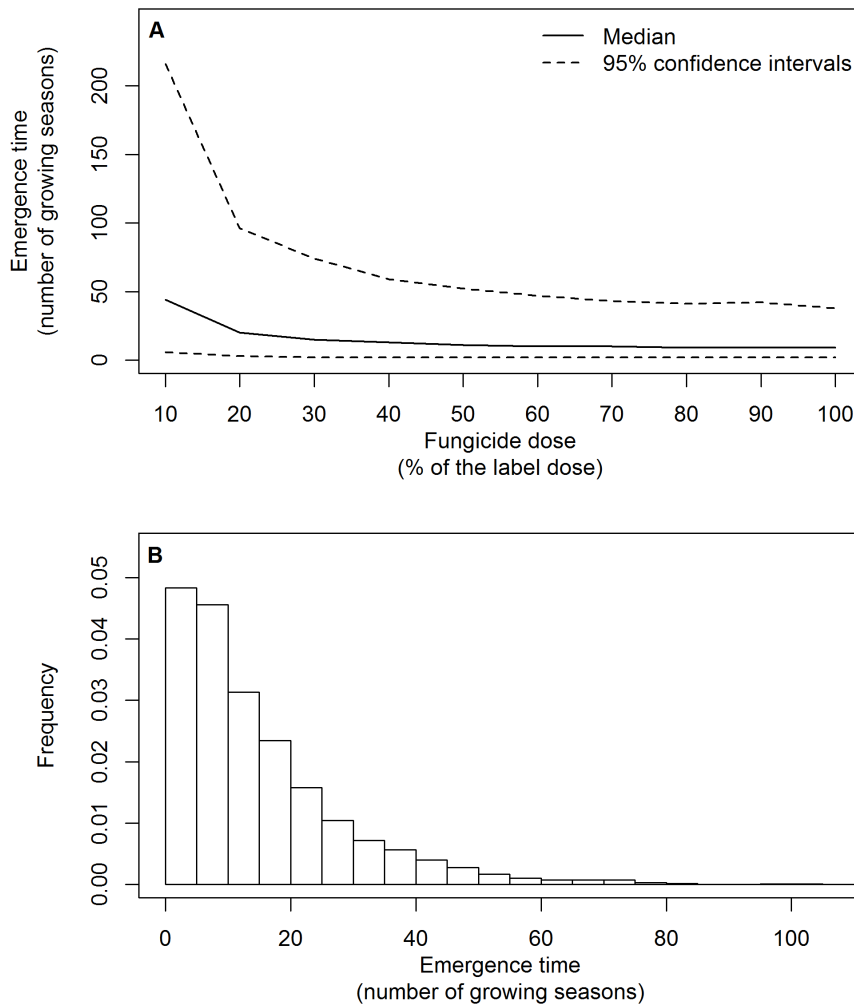 A
Median
95% confidence intervals
Emergence time
(number of growing seasons)
200
150
100
50
0
10 20 30 40 50 60 70 80 90 100
Fungicide dose
(% of the label dose)
B
Frequency
0.05
0.04
0.03
0.02
0.01
0.00
0 20 40 60 80 100
Emergence time
(number of growing seasons)